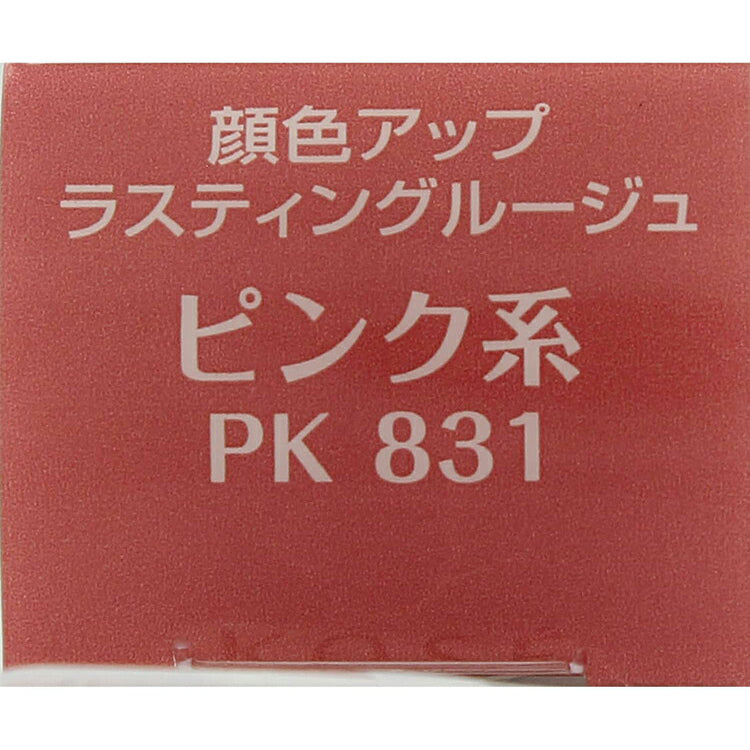 顔色アップ
ラスティングルージュ
ピンク系
PK 831